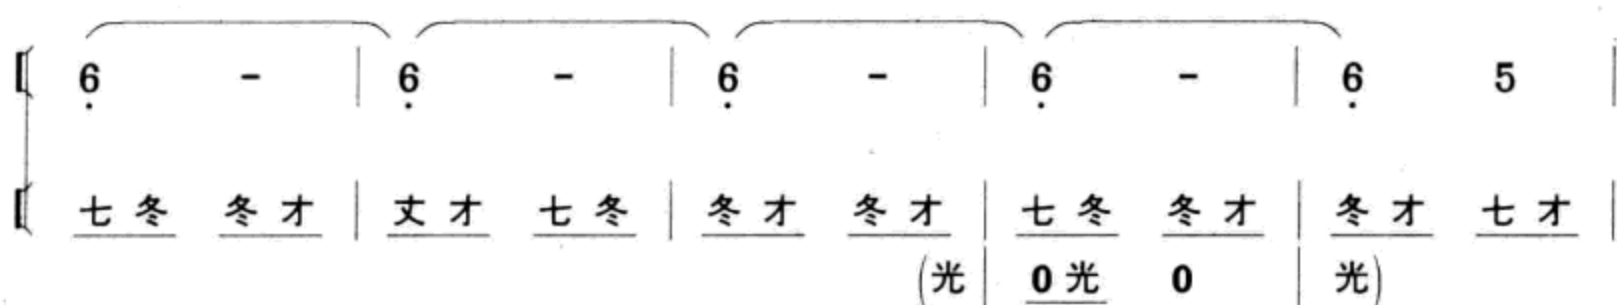 6̣ - | 6̣ - | 6̣ - | 6̣ - | 6̣ 5 |
七冬 冬才 | 丈才 七冬 | 冬才 冬才 | 七冬 冬才 | 冬才 七才 |
(光 | 0光 0 | 光)